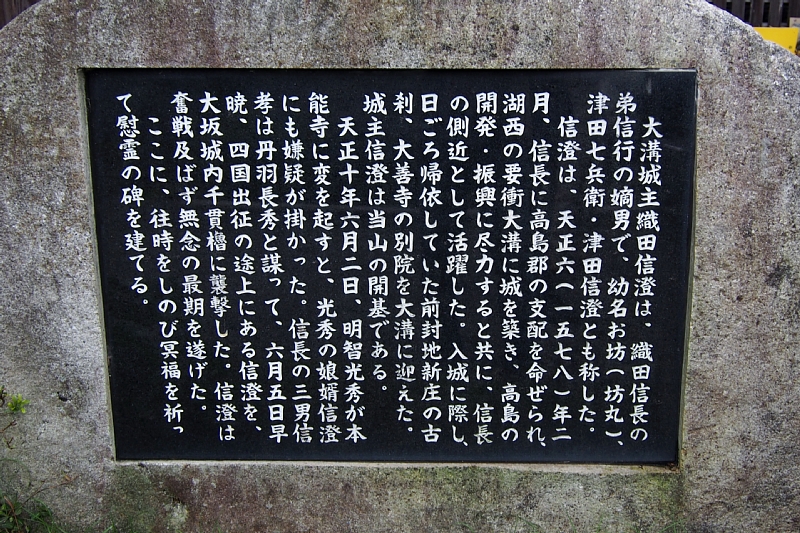 大溝城主織田信澄は、織田信長の
弟信行の嫡男で、幼名お坊（坊丸）、
津田七兵衛・津田信澄とも称した。
信澄は、天正六（一五七八）年二
月、信長に高島郡の支配を命ぜられ、
湖西の要衝大溝に城を築き、高島の
開発・振興に尽力すると共に、信長
の側近として活躍した。入城に際し、
日ごろ帰依していた前封地新庄の古
刹、大善寺の別院を大溝に迎えた。
城主信澄は当山の開基である。
天正十年六月二日、明智光秀が本
能寺に変を起すと、光秀の娘婿信澄
にも嫌疑が掛かった。信長の三男信
孝は丹羽長秀と謀って、六月五日早
暁、四国出征の途上にある信澄を、
大坂城内千貫櫓に襲撃した。信澄は
奮戦及ばず無念の最期を遂げた。
ここに、往時をしのび冥福を祈っ
て慰霊の碑を建てる。